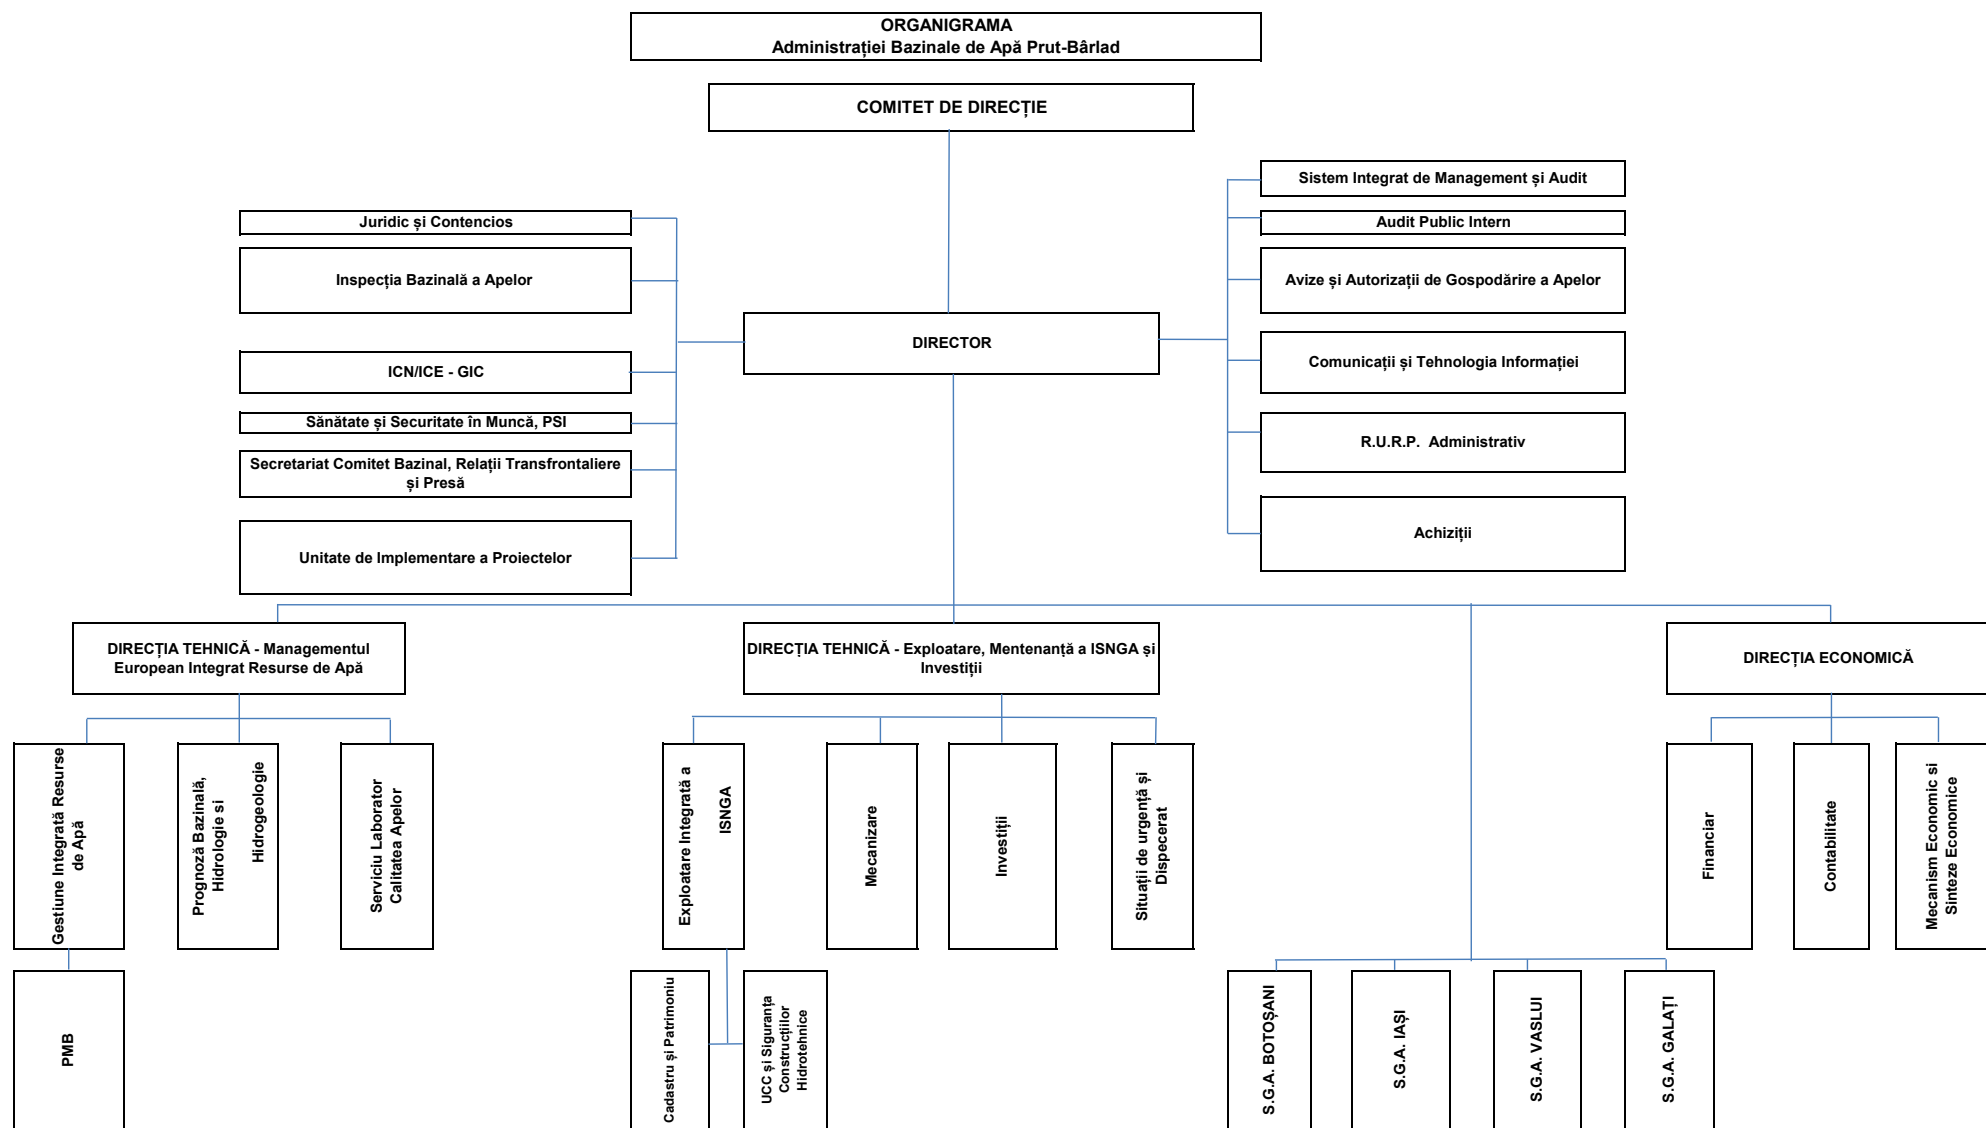 ORGANIGRAMA
Administrației Bazinale de Apă Prut-Bârlad
COMITET DE DIRECȚIE
Sistem Integrat de Management și Audit
Juridic și Contencios
Audit Public Intern
Inspecția Bazinală a Apelor
Avize și Autorizații de Gospodărire a Apelor
DIRECTOR
Comunicații și Tehnologia Informației
ICN/ICE - GIC
Sănătate și Securitate în Muncă, PSI
R.U.R.P. Administrativ
Secretariat Comitet Bazinal, Relații Transfrontaliere
și Presă
Achiziții
Unitate de Implementare a Proiectelor
DIRECȚIA TEHNICĂ - Managementul
European Integrat Resurse de Apă
DIRECȚIA TEHNICĂ - Exploatare, Mentenanță a ISNGA și
Investiții
DIRECȚIA ECONOMICĂ
Gestiune Integrată Resurse
de Apă
Prognoză Bazinală,
Hidrologie si
Hidrogeologie
Serviciu Laborator
Calitatea Apelor
Exploatare Integrată a
ISNGA
Mecanizare
Investiții
Situații de urgență și
Dispecerat
Financiar
Contabilitate
Mecanism Economic si
Sinteze Economice
PMB
Cadastru și Patrimoniu
UCC și Siguranța
Construcțiilor
Hidrotehnice
S.G.A. BOTOȘANI
S.G.A. IAȘI
S.G.A. VASLUI
S.G.A. GALAȚI